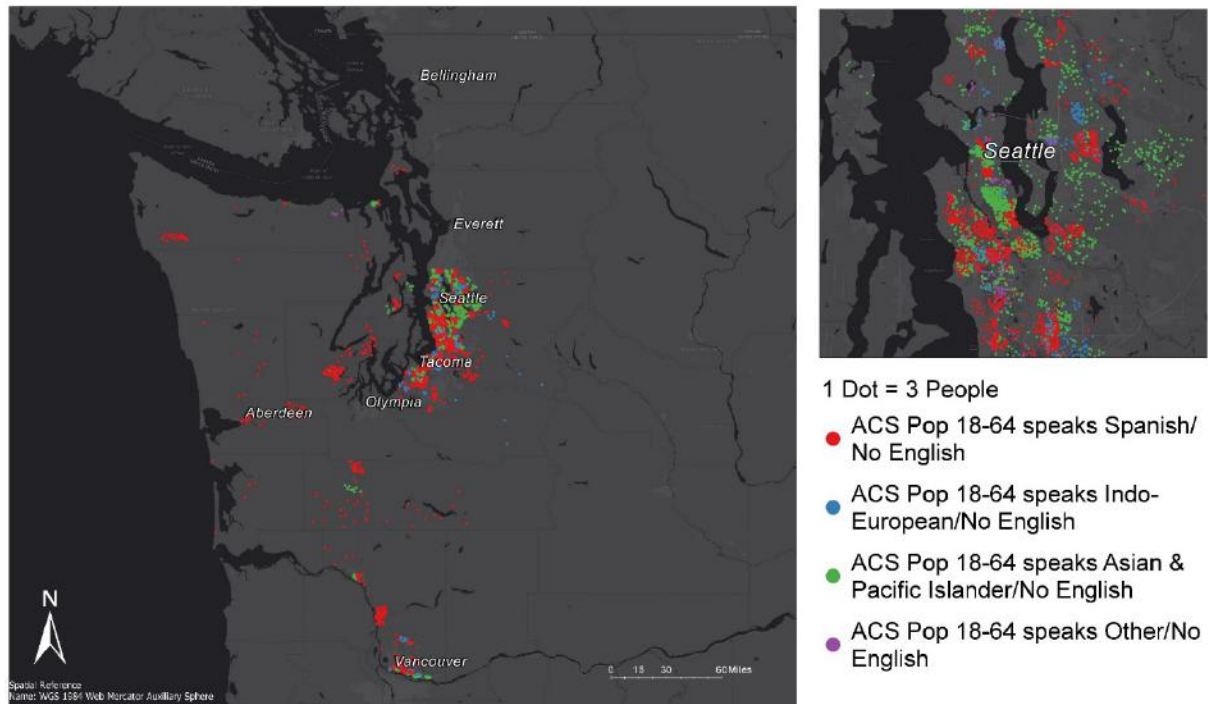 Bellingham
Everett
Seattle
Tacoma
Olympia
Aberdeen
Vancouver
N
0 18 30 60 Miles
Spatial Reference
Name: WGS 1984 Web Mercator Auxiliary Sphere
Seattle
1 Dot = 3 People
ACS Pop 18-64 speaks Spanish/
No English
ACS Pop 18-64 speaks Indo-
European/No English
ACS Pop 18-64 speaks Asian &
Pacific Islander/No English
ACS Pop 18-64 speaks Other/No
English